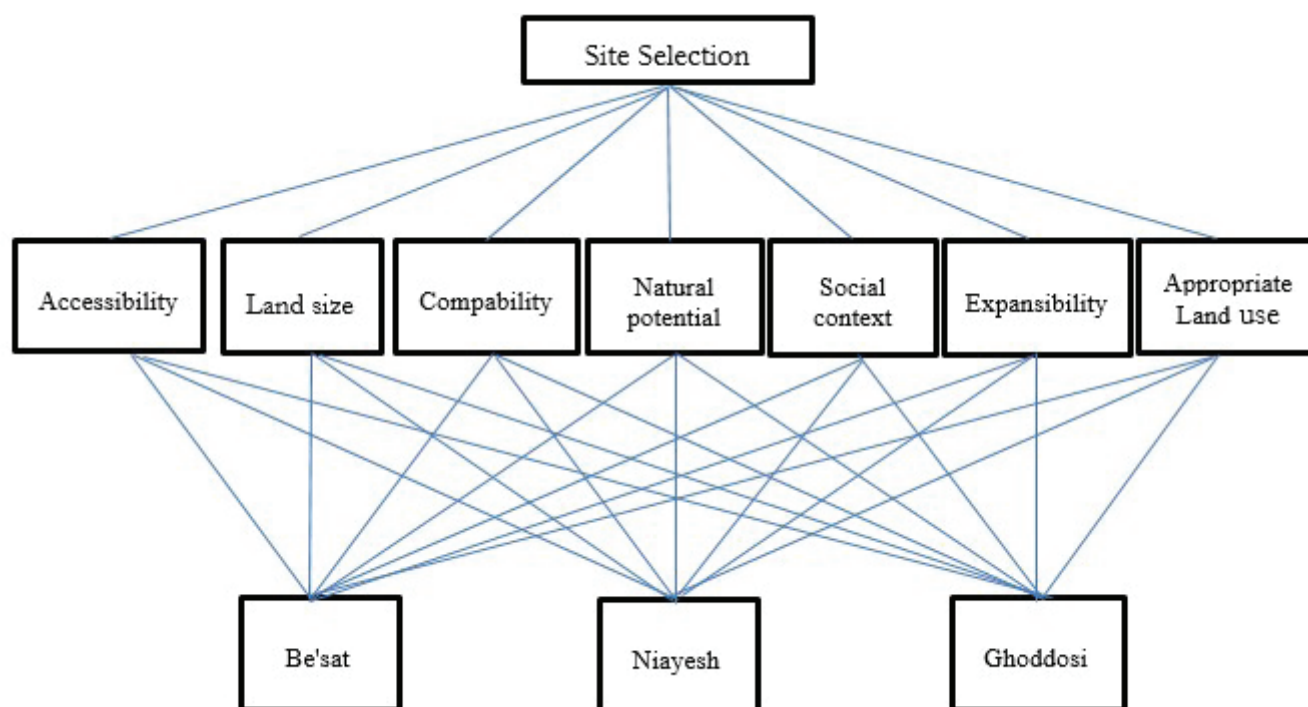 Site Selection
Accessibility
Land size
Compability
Natural
potential
Social
context
Expansibility
Appropriate
Land use
Be'sat
Niayesh
Ghoddosi